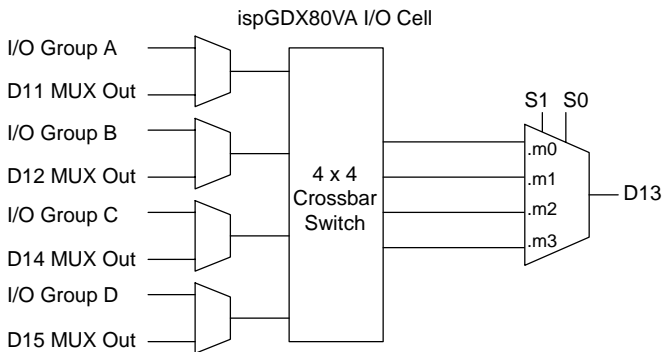 ispGDX80VA I/O Cell
I/O Group A
D11 MUX Out
I/O Group B
D12 MUX Out
I/O Group C
D14 MUX Out
I/O Group D
D15 MUX Out
4 x 4
Crossbar
Switch
S1 S0
.m0
.m1
.m2
.m3
D13